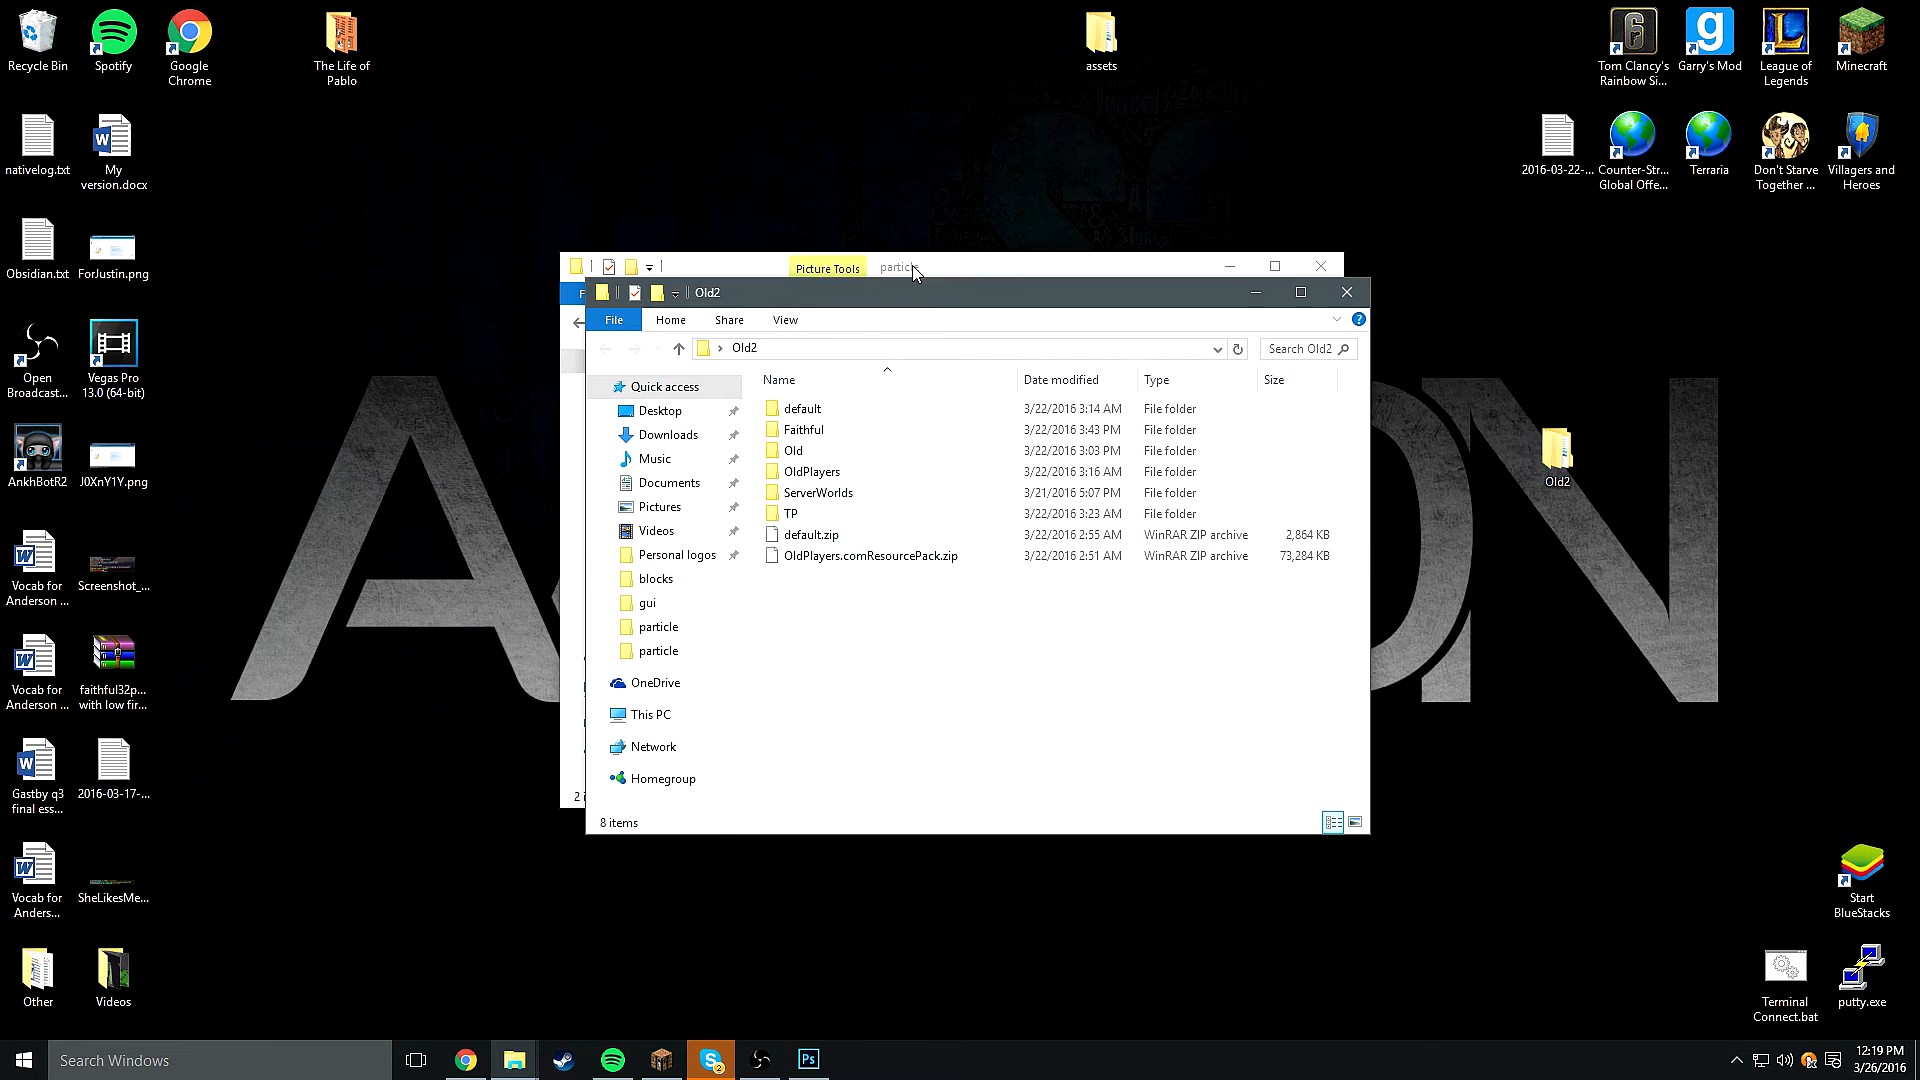 Recycle Bin
Spotify
Google
Chrome
The Life of
Pablo
assets
Tom Clancy's
Rainbow Si...
Garry's Mod
League of
Legends
Minecraft
nativelog.txt
My
version.docx
2016-03-22-...
Counter-Str...
Global Offe...
Terraria
Don't Starve
Together ...
Villagers and
Heroes
Obsidian.txt
ForJustin.png
Open
Broadcast...
Vegas Pro
13.0 (64-bit)
AnkhBotR2
J0XnY1Y.png
Vocab for
Anderson ...
Screenshot_...
Vocab for
Anderson ...
faithful32p...
with low fir...
Gastby q3
final ess...
2016-03-17-...
Vocab for
Anders...
SheLikesMe...
Other
Videos
Picture Tools
particle
Old2
File
Home
Share
View
Old2
Search Old2
Name
Date modified
Type
Size
Quick access
Desktop
Downloads
Music
Documents
Pictures
Videos
Personal logos
blocks
gui
particle
particle
OneDrive
This PC
Network
Homegroup
default 3/22/2016 3:14 AM File folder
Faithful 3/22/2016 3:43 PM File folder
Old 3/22/2016 3:03 PM File folder
OldPlayers 3/22/2016 3:16 AM File folder
ServerWorlds 3/21/2016 5:07 PM File folder
TP 3/22/2016 3:23 AM File folder
default.zip 3/22/2016 2:55 AM WinRAR ZIP archive 2,864 KB
OldPlayers.comResourcePack.zip 3/22/2016 2:51 AM WinRAR ZIP archive 73,284 KB
8 items
Old2
Start
BlueStacks
Terminal
Connect.bat
putty.exe
Search Windows
Ps
12:19 PM
3/26/2016